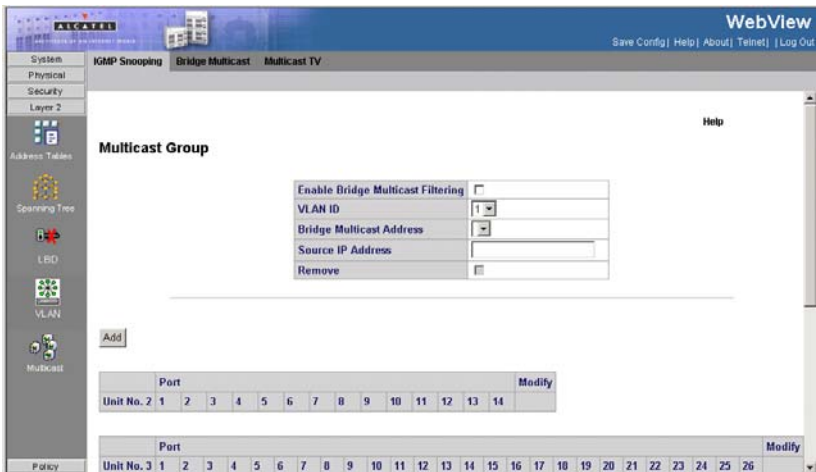 ALCATEL
WebView
Save Config| Help| About| Telnet| |Log Out
System
Physical
Security
Layer 2
Address Tables
Spanning Tree
LBD
VLAN
Multicast
Policy
IGMP Snooping Bridge Multicast Multicast TV
Help
Multicast Group
Enable Bridge Multicast Filtering
VLAN ID 1
Bridge Multicast Address
Source IP Address
Remove
Add
Port Modify
Unit No. 2 1 2 3 4 5 6 7 8 9 10 11 12 13 14
Port Modify
Unit No. 3 1 2 3 4 5 6 7 8 9 10 11 12 13 14 15 16 17 18 19 20 21 22 23 24 25 26